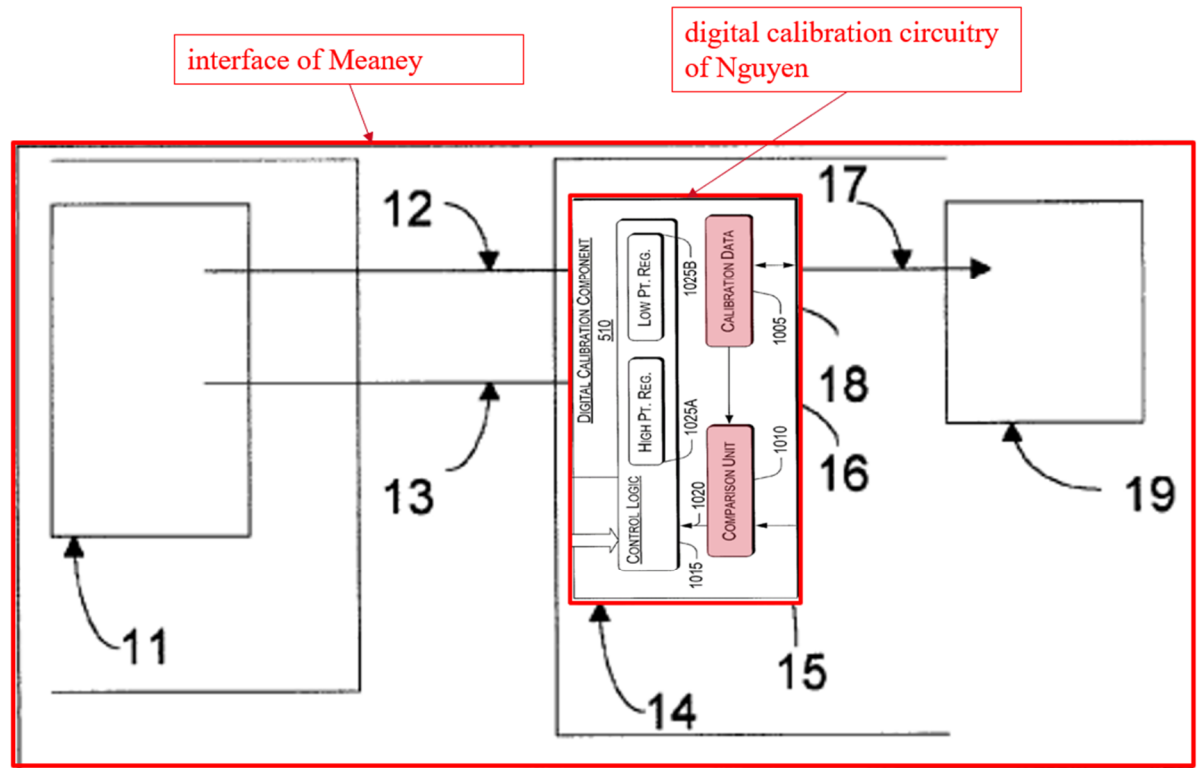 interface of Meaney
digital calibration circuitry
of Nguyen
12
17
DIGITAL CALIBRATION COMPONENT
510
LOW PT. REG.
1025B
CALIBRATION DATA
1005
18
HIGH PT. REG.
1025A
13
16
19
CONTROL LOGIC
1020
COMPARISON UNIT
1010
1015
11
14
15